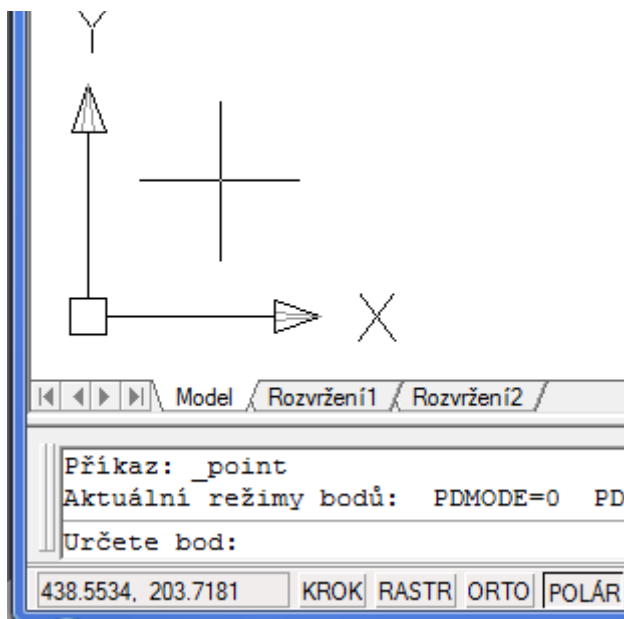 Y
X
Model Rozvržení1 Rozvržení2
Příkaz: _point
Aktuální režimy bodů: PDMODE=0 PD
Určete bod:
438.5534, 203.7181 KROK RASTR ORTO POLÁR